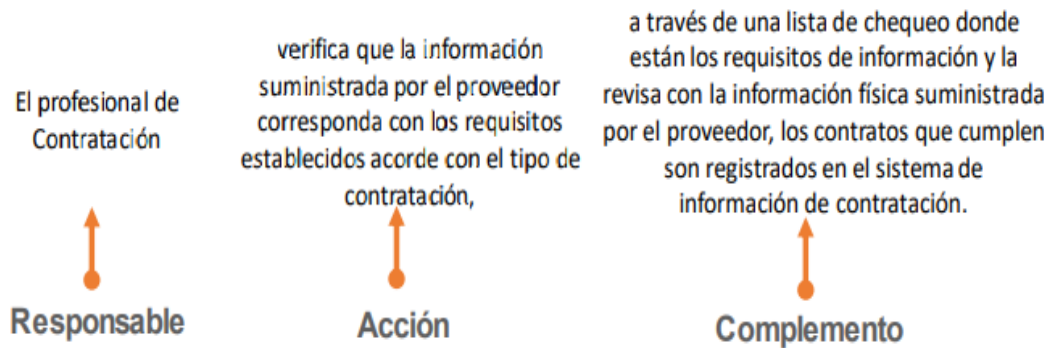 El profesional de
Contratación
verifica que la información
suministrada por el proveedor
corresponda con los requisitos
establecidos acorde con el tipo de
contratación,
a través de una lista de chequeo donde
están los requisitos de información y la
revisa con la información física suministrada
por el proveedor, los contratos que cumplen
son registrados en el sistema de
información de contratación.
Responsable
Acción
Complemento